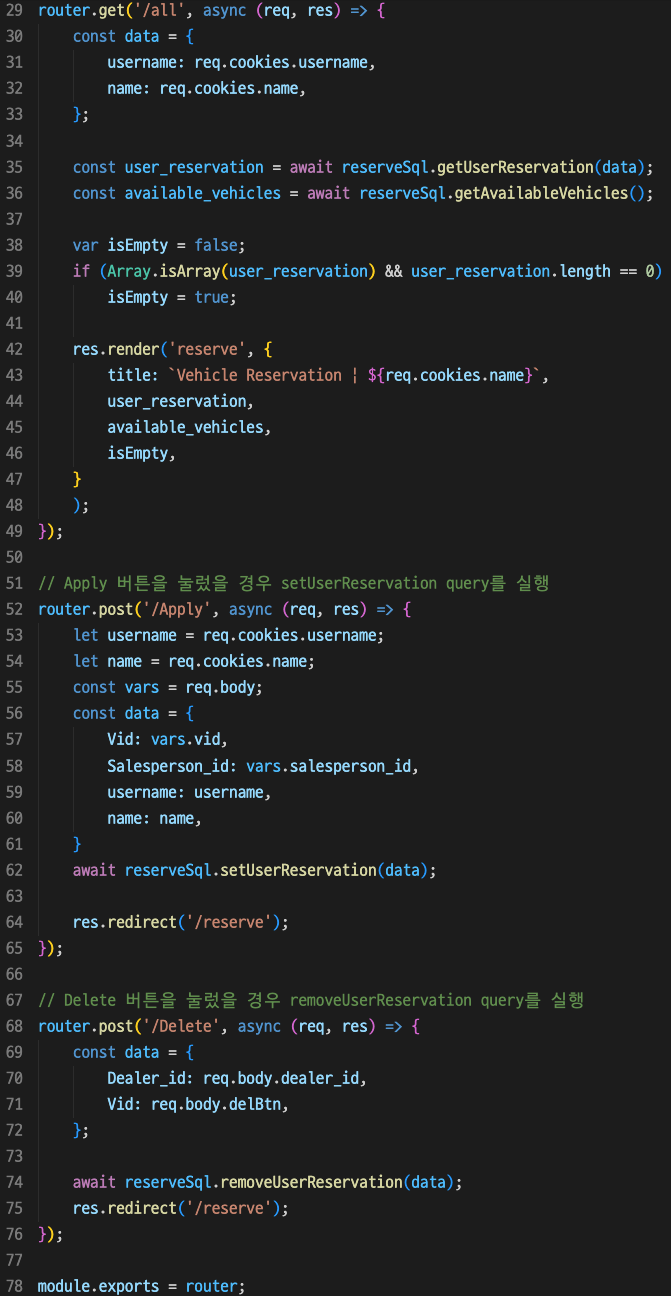 29 router.get('/all', async (req, res) => {
30     const data = {
31         username: req.cookies.username,
32         name: req.cookies.name,
33     };
34
35     const user_reservation = await reserveSql.getUserReservation(data);
36     const available_vehicles = await reserveSql.getAvailableVehicles();
37
38     var isEmpty = false;
39     if (Array.isArray(user_reservation) && user_reservation.length == 0)
40         isEmpty = true;
41
42     res.render('reserve', {
43         title: `Vehicle Reservation ¦ ${req.cookies.name}`,
44         user_reservation,
45         available_vehicles,
46         isEmpty,
47     }
48     );
49 });
50
51 // Apply 버튼을 눌렀을 경우 setUserReservation query를 실행
52 router.post('/Apply', async (req, res) => {
53     let username = req.cookies.username;
54     let name = req.cookies.name;
55     const vars = req.body;
56     const data = {
57         Vid: vars.vid,
58         Salesperson_id: vars.salesperson_id,
59         username: username,
60         name: name,
61     }
62     await reserveSql.setUserReservation(data);
63
64     res.redirect('/reserve');
65 });
66
67 // Delete 버튼을 눌렀을 경우 removeUserReservation query를 실행
68 router.post('/Delete', async (req, res) => {
69     const data = {
70         Dealer_id: req.body.dealer_id,
71         Vid: req.body.delBtn,
72     };
73
74     await reserveSql.removeUserReservation(data);
75     res.redirect('/reserve');
76 });
77
78 module.exports = router;